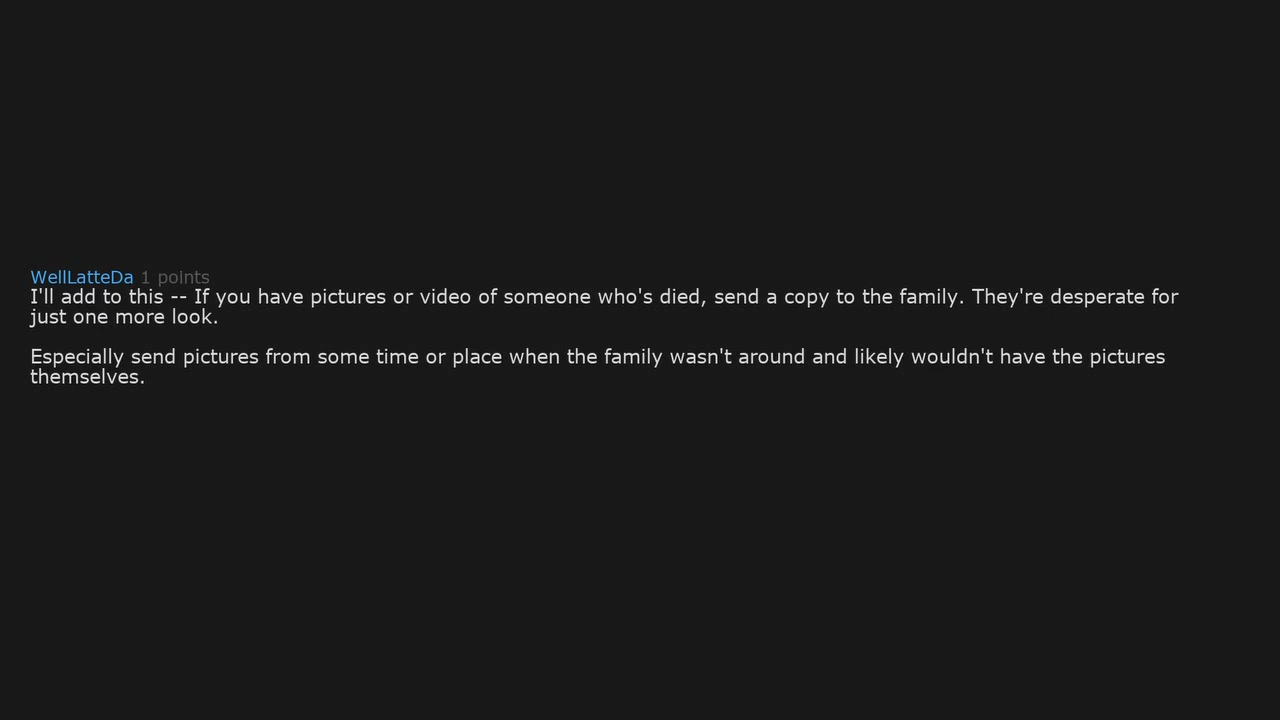 WellLatteDa 1 points
I'll add to this -- If you have pictures or video of someone who's died, send a copy to the family. They're desperate for
just one more look.
Especially send pictures from some time or place when the family wasn't around and likely wouldn't have the pictures
themselves.